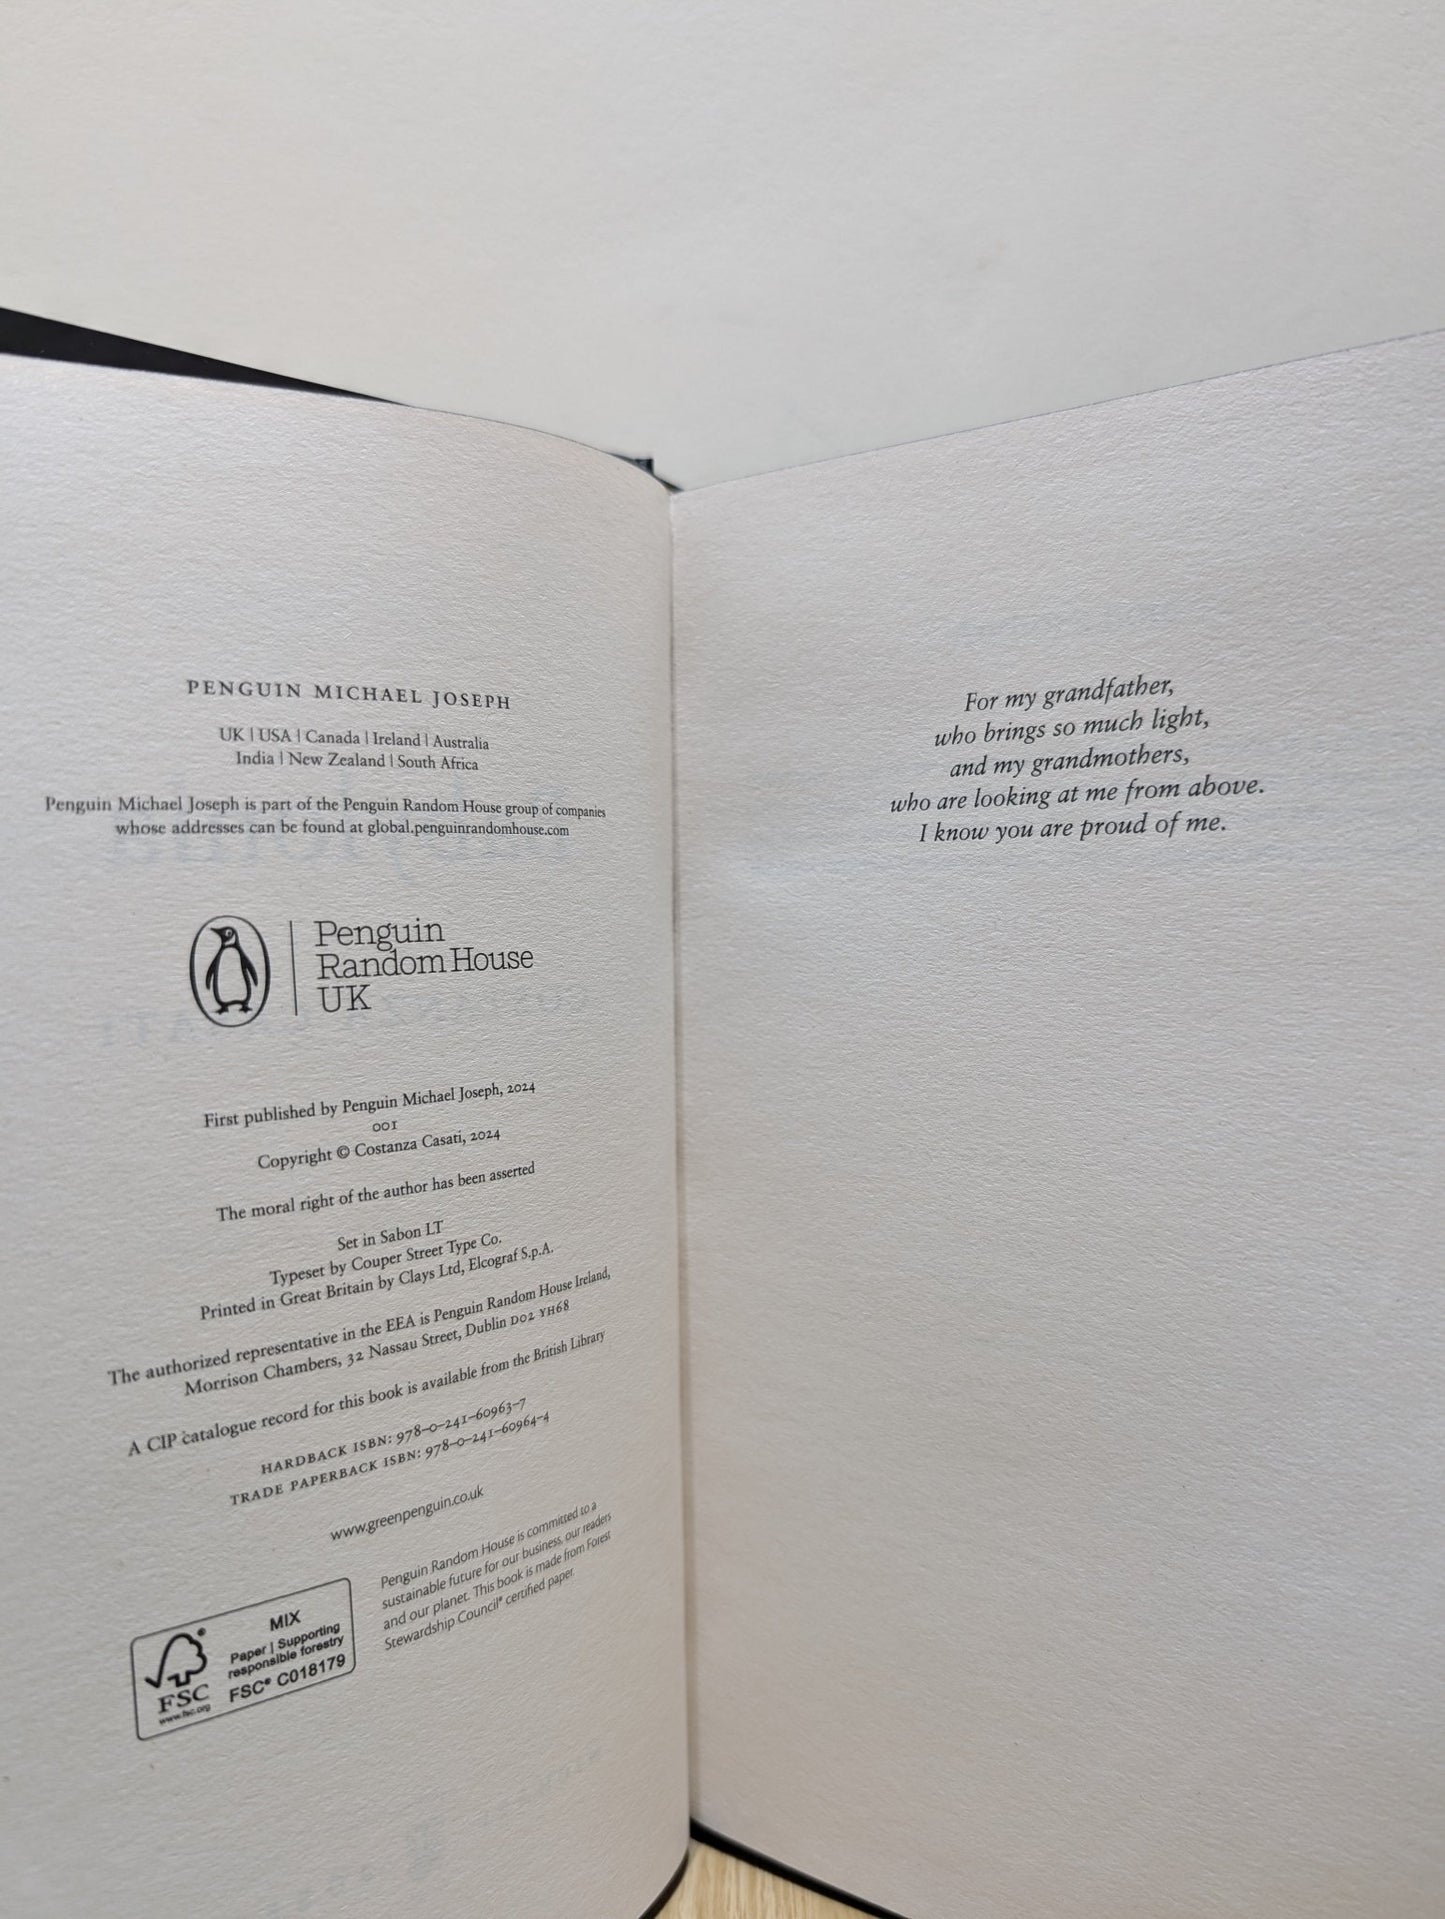 PENGUIN MICHAEL JOSEPH
UK | USA | Canada | Ireland | Australia
India | New Zealand | South Africa
Penguin Michael Joseph is part of the Penguin Random House group of companies
whose addresses can be found at global.penguinrandomhouse.com
Penguin
Random House
UK
First published by Penguin Michael Joseph, 2024
001
Copyright © Costanza Casati, 2024
The moral right of the author has been asserted
Set in Sabon LT
Typeset by Couper Street Type Co.
Printed in Great Britain by Clays Ltd, Elcograf S.p.A.
The authorized representative in the EEA is Penguin Random House Ireland,
Morrison Chambers, 32 Nassau Street, Dublin D02 YH68
A CIP catalogue record for this book is available from the British Library
HARDBACK ISBN: 978–0–241–60963–7
TRADE PAPERBACK ISBN: 978–0–241–60964–4
www.greenpenguin.co.uk
MIX
Paper | Supporting
responsible forestry
FSC® C018179
FSC
www.fsc.org
Penguin Random House is committed to a
sustainable future for our business, our readers
and our planet. This book is made from Forest
Stewardship Council® certified paper.
For my grandfather,
who brings so much light,
and my grandmothers,
who are looking at me from above.
I know you are proud of me.